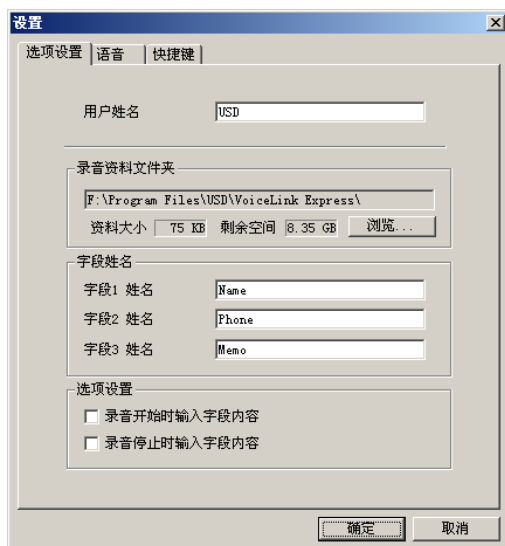 设置
选项设置 语音 快捷键
用户姓名 USD
录音资料文件夹
F:\Program Files\USD\VoiceLink Express\
资料大小 75 KB 剩余空间 8.35 GB 浏览...
字段姓名
字段1 姓名 Name
字段2 姓名 Phone
字段3 姓名 Memo
选项设置
录音开始时输入字段内容
录音停止时输入字段内容
确定 取消